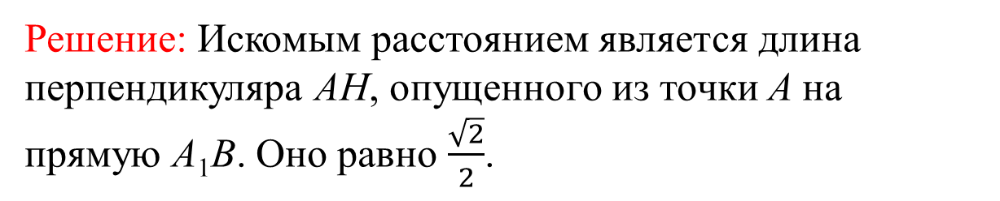 Решение: Искомым расстоянием является длина
перпендикуляра AH, опущенного из точки A на
прямую A₁B. Оно равно √2/2.